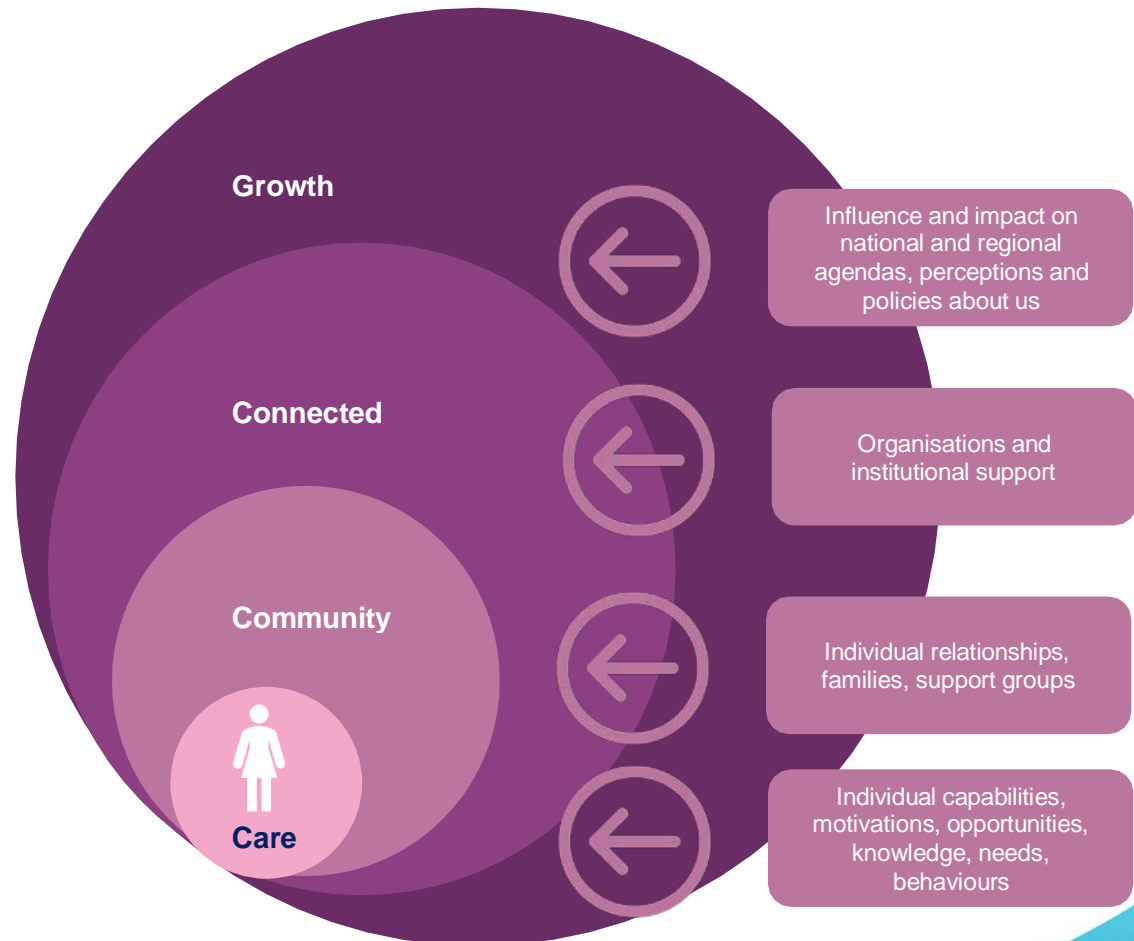 Growth
Influence and impact on
national and regional
agendas, perceptions and
policies about us
Connected
Organisations and
institutional support
Community
Individual relationships,
families, support groups
Care
Individual capabilities,
motivations, opportunities,
knowledge, needs,
behaviours